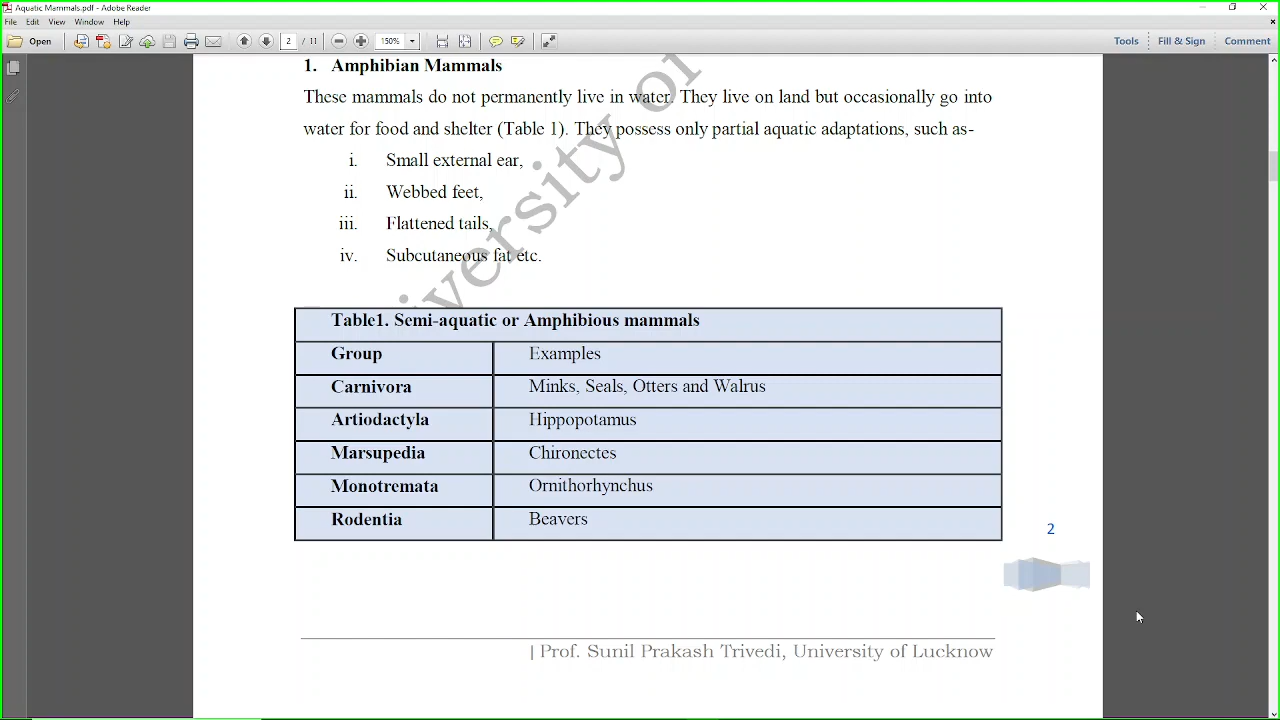 Aquatic Mammals.pdf - Adobe Reader
File Edit View Window Help
Open 2 / 11 150% Tools Fill & Sign Comment
1. Amphibian Mammals
These mammals do not permanently live in water. They live on land but occasionally go into
water for food and shelter (Table 1). They possess only partial aquatic adaptations, such as-
i. Small external ear,
ii. Webbed feet,
iii. Flattened tails,
iv. Subcutaneous fat etc.
Table1. Semi-aquatic or Amphibious mammals
Group Examples
Carnivora Minks, Seals, Otters and Walrus
Artiodactyla Hippopotamus
Marsupedia Chironectes
Monotremata Ornithorhynchus
Rodentia Beavers
2
| Prof. Sunil Prakash Trivedi, University of Lucknow